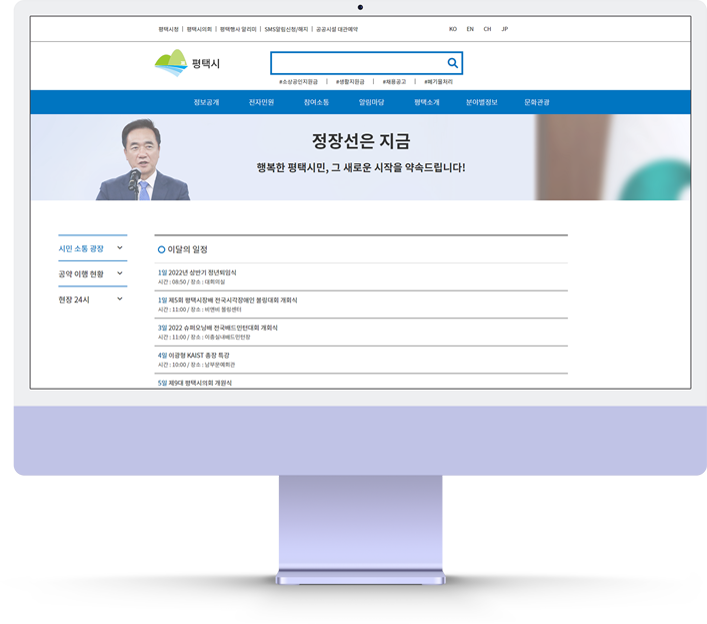 평택시청 | 평택시의회 | 평택행사 알리미 | SMS알림신청/해지 | 공공시설 대관예약 KO EN CH JP
평택시
#소상공인지원금 | #생활지원금 | #채용공고 | #폐기물처리
정보공개 전자민원 참여소통 알림마당 평택소개 분야별정보 문화관광
정장선은 지금
행복한 평택시민, 그 새로운 시작을 약속드립니다!
시민 소통 광장
공약 이행 현황
현장 24시
이달의 일정
1일 2022년 상반기 정년퇴임식
시간 : 08:50 / 장소 : 대회의실
1일 제5회 평택시장배 전국시각장애인 볼링대회 개회식
시간 : 11:00 / 장소 : 비엔비 볼링센터
3일 2022 슈퍼오닝배 전국배드민턴대회 개회식
시간 : 11:00 / 장소 : 이충실내배드민턴장
4일 이광형 KAIST 총장 특강
시간 : 10:00 / 장소 : 남부문예회관
5일 제9대 평택시의회 개원식